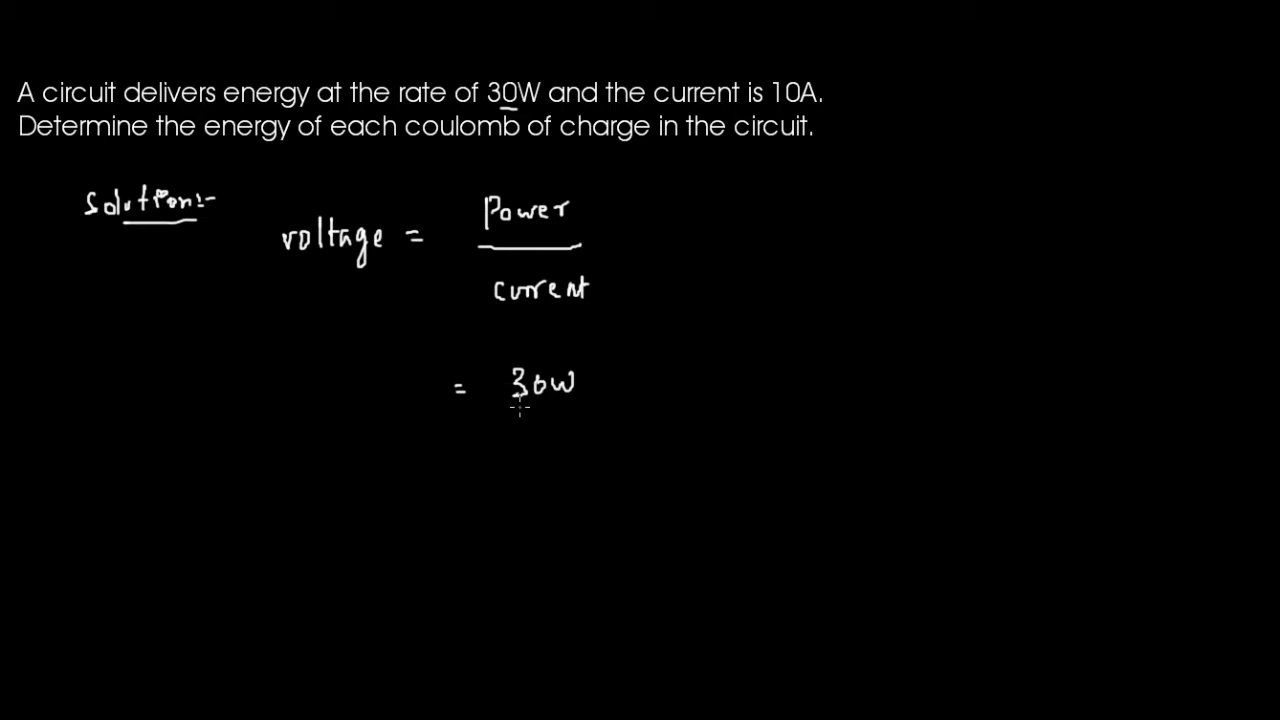 A circuit delivers energy at the rate of 30W and the current is 10A.
Determine the energy of each coulomb of charge in the circuit.
Solution:-
voltage = Power
current
= 30W